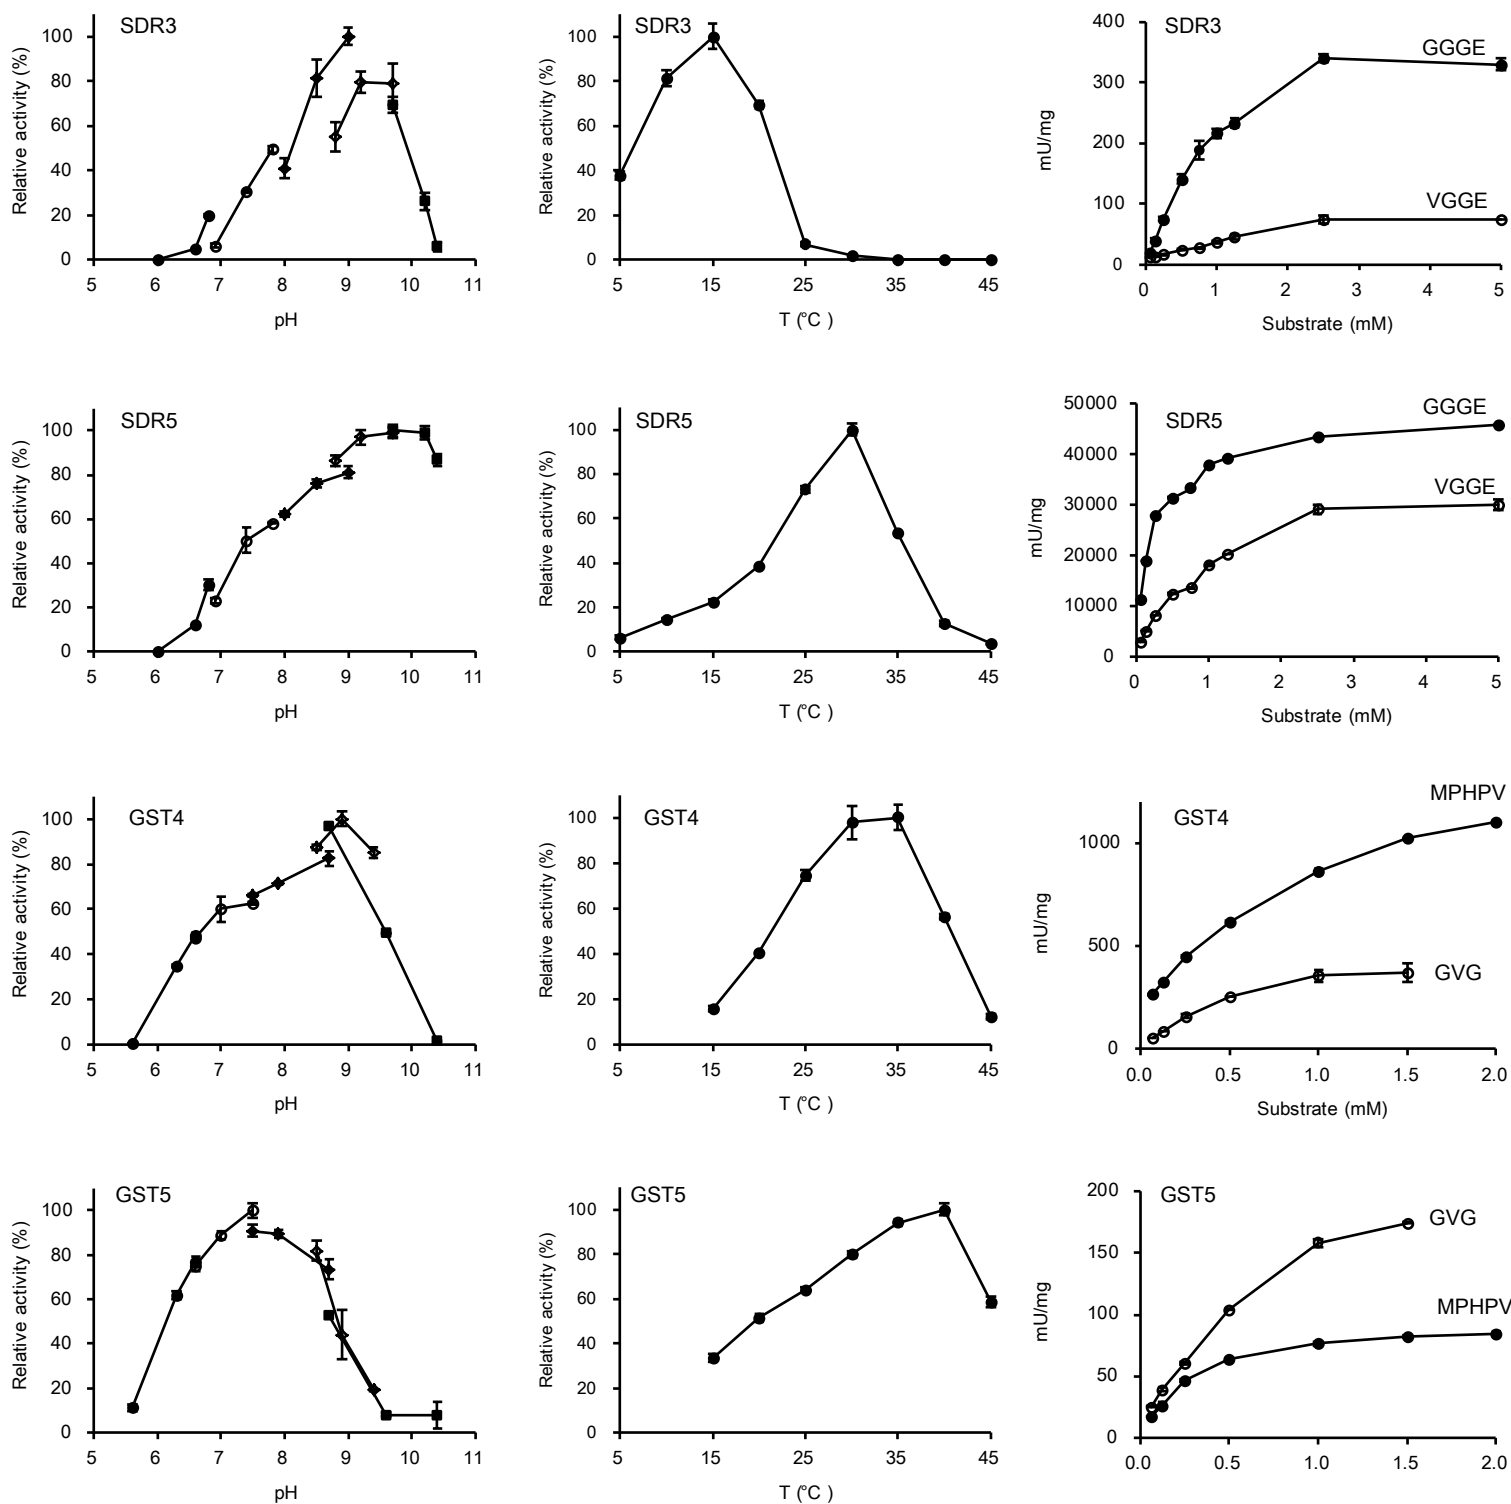 SDR3
Relative activity (%)
100
80
60
40
20
0
5 6 7 8 9 10 11
pH
SDR3
Relative activity (%)
100
80
60
40
20
0
5 15 25 35 45
T (°C )
SDR3
GGGE
VGGE
mU/mg
400
300
200
100
0
0 1 2 3 4 5
Substrate (mM)
SDR5
Relative activity (%)
100
80
60
40
20
0
5 6 7 8 9 10 11
pH
SDR5
Relative activity (%)
100
80
60
40
20
0
5 15 25 35 45
T (°C )
SDR5
GGGE
VGGE
mU/mg
50000
40000
30000
20000
10000
0
0 1 2 3 4 5
Substrate (mM)
GST4
Relative activity (%)
100
80
60
40
20
0
5 6 7 8 9 10 11
pH
GST4
Relative activity (%)
100
80
60
40
20
0
5 15 25 35 45
T (°C )
GST4
MPHPV
GVG
mU/mg
1000
500
0
0.0 0.5 1.0 1.5 2.0
Substrate (mM)
GST5
Relative activity (%)
100
80
60
40
20
0
5 6 7 8 9 10 11
pH
GST5
Relative activity (%)
100
80
60
40
20
0
5 15 25 35 45
T (°C )
GST5
GVG
MPHPV
mU/mg
200
150
100
50
0
0.0 0.5 1.0 1.5 2.0